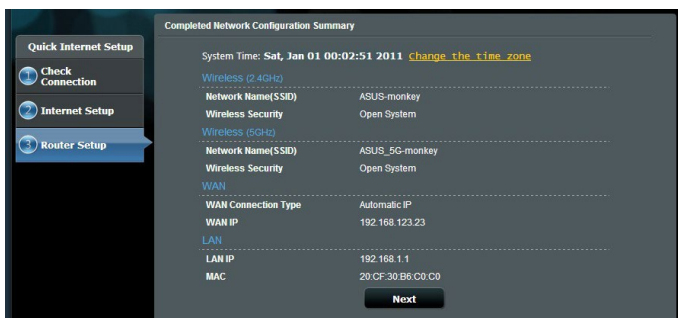 Completed Network Configuration Summary
Quick Internet Setup
1 Check
Connection
2 Internet Setup
3 Router Setup
System Time: Sat, Jan 01 00:02:51 2011 Change the time zone
Wireless (2.4GHz)
Network Name(SSID) ASUS-monkey
Wireless Security Open System
Wireless (5GHz)
Network Name(SSID) ASUS_5G-monkey
Wireless Security Open System
WAN
WAN Connection Type Automatic IP
WAN IP 192.168.123.23
LAN
LAN IP 192.168.1.1
MAC 20:CF:30:B6:C0:C0
Next